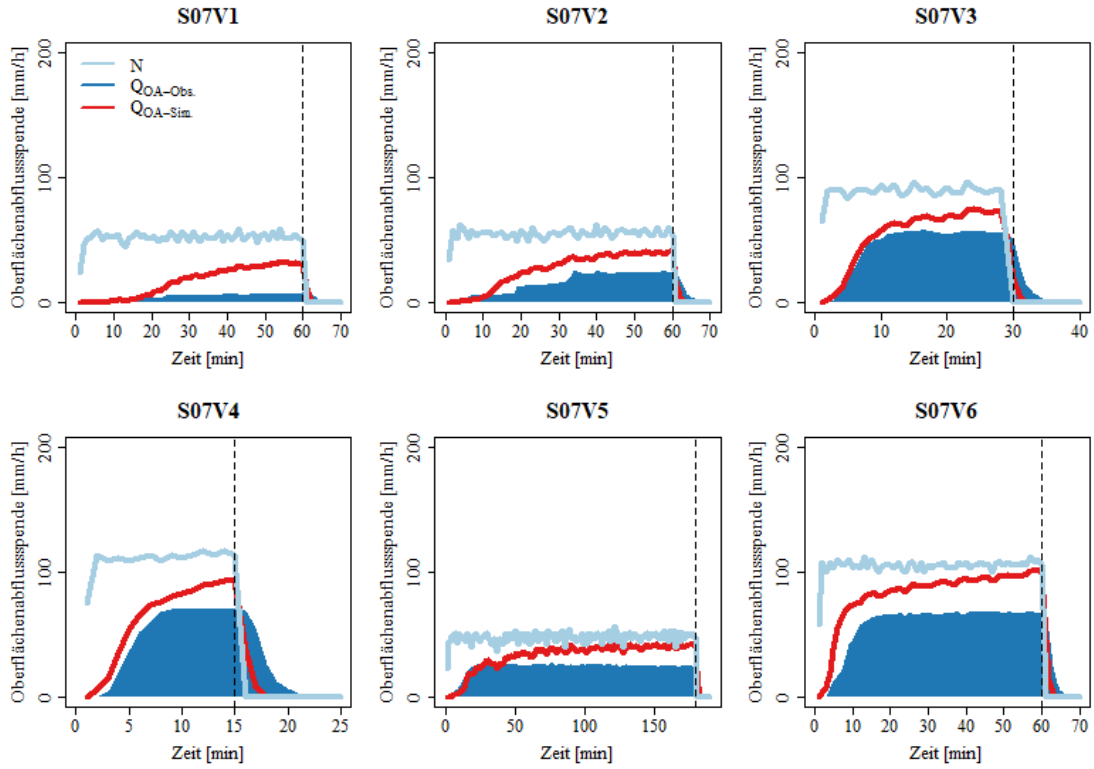 S07V1
S07V2
S07V3
Oberflächenabflussspende [mm/h]
200
100
0
N
Q_OA–Obs.
Q_OA–Sim.
0 10 20 30 40 50 60 70
Zeit [min]
Oberflächenabflussspende [mm/h]
200
100
0
0 10 20 30 40 50 60 70
Zeit [min]
Oberflächenabflussspende [mm/h]
200
100
0
0 10 20 30 40
Zeit [min]
S07V4
S07V5
S07V6
Oberflächenabflussspende [mm/h]
200
100
0
0 5 10 15 20 25
Zeit [min]
Oberflächenabflussspende [mm/h]
200
100
0
0 50 100 150
Zeit [min]
Oberflächenabflussspende [mm/h]
200
100
0
0 10 20 30 40 50 60 70
Zeit [min]